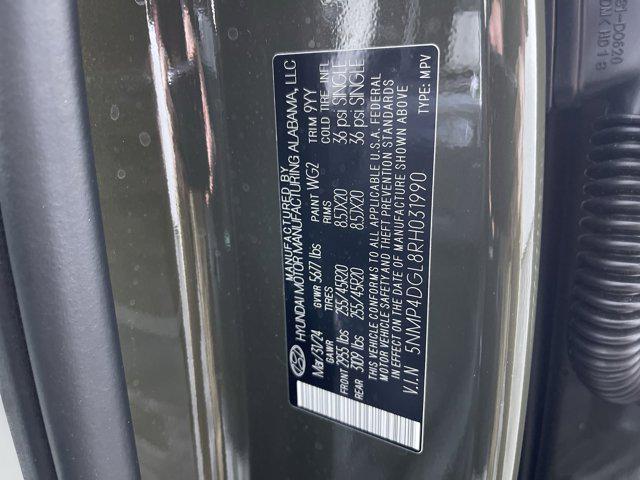 MANUFACTURED BY
HYUNDAI MOTOR MANUFACTURING ALABAMA, LLC
Mar/31/24 PAINT WG2 TRIM 9YY
GVWR 5677 lbs
GAWR TIRES RIMS COLD TIRE INFL
FRONT 2955 lbs 255/45R20 8.5JX20 36 psi SINGLE
REAR 3109 lbs 255/45R20 8.5JX20 36 psi SINGLE
THIS VEHICLE CONFORMS TO ALL APPLICABLE U.S.A. FEDERAL
MOTOR VEHICLE SAFETY AND THEFT PREVENTION STANDARDS
IN EFFECT ON THE DATE OF MANUFACTURE SHOWN ABOVE
V.I.N 5NMP4DGL8RH031990 TYPE: MPV